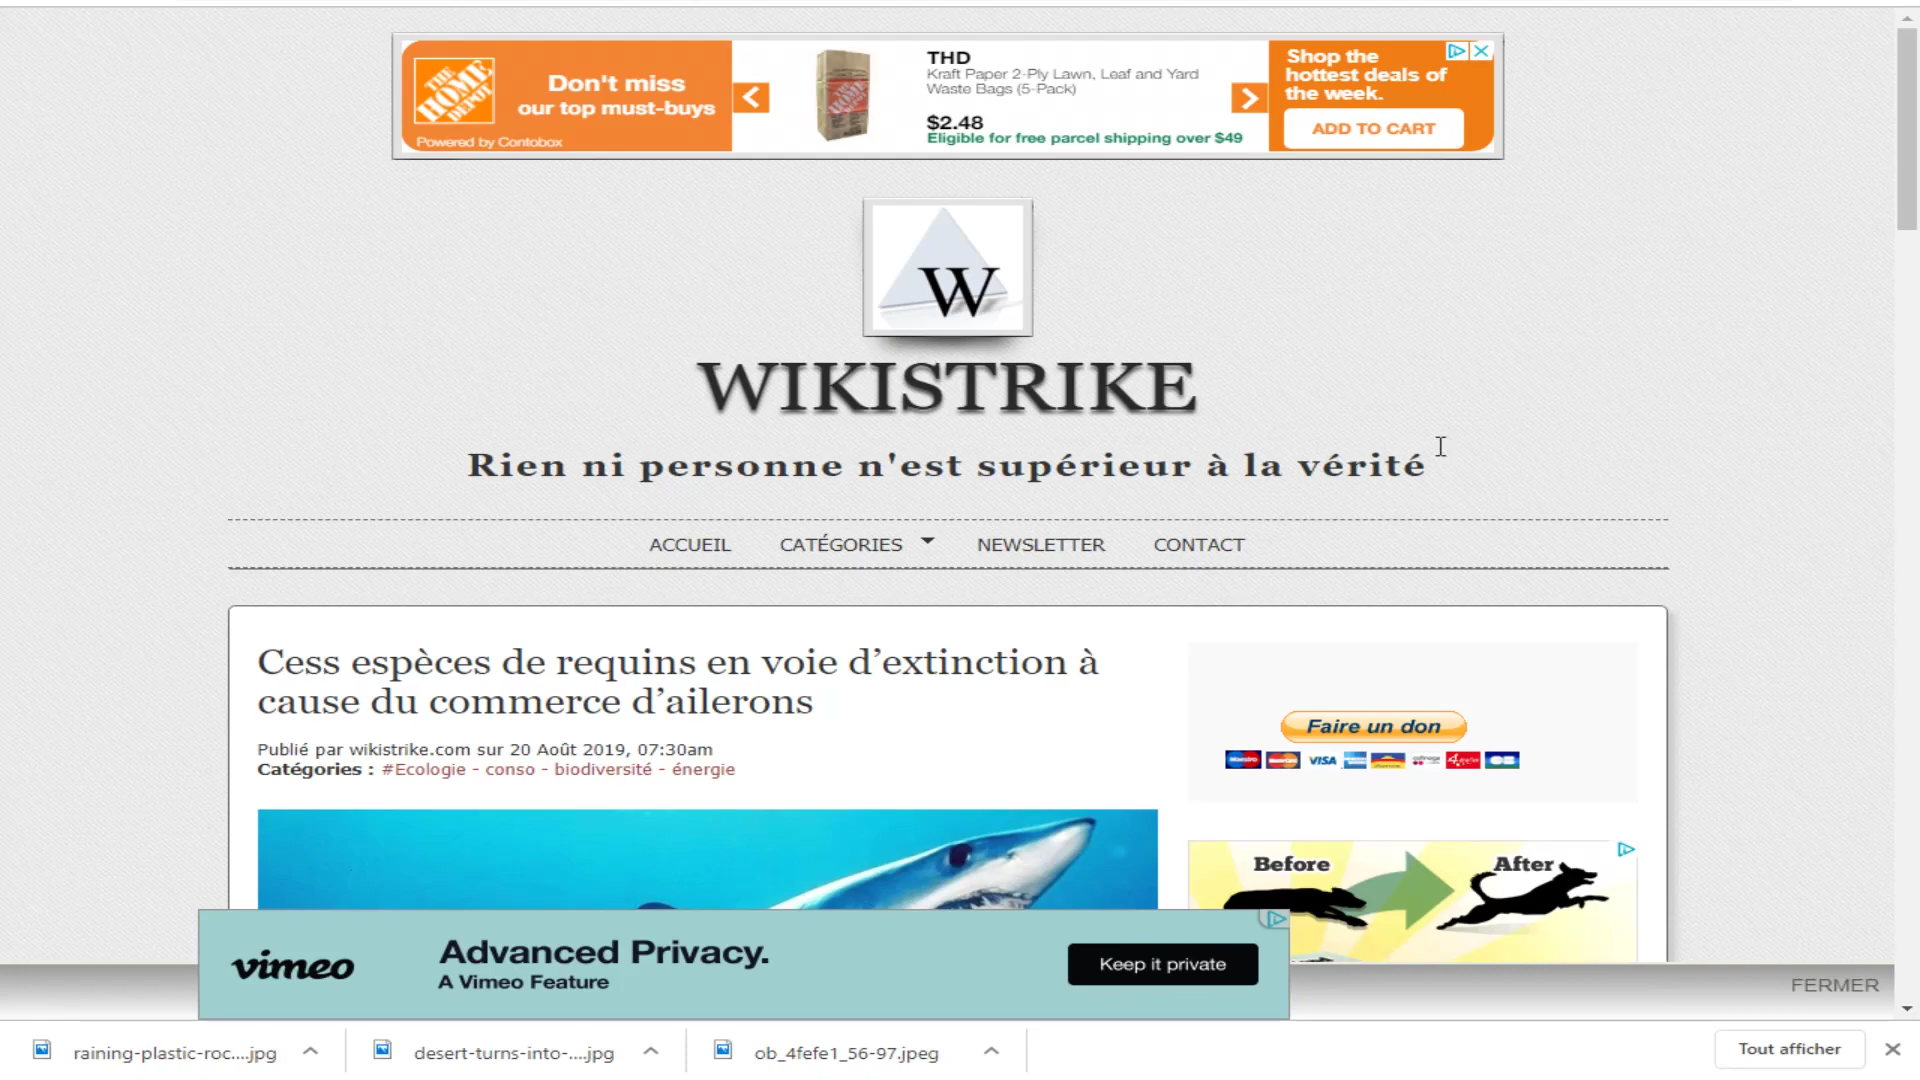 THE HOME DEPOT
Don't miss
our top must-buys
Powered by Contobox
THD
Kraft Paper 2-Ply Lawn, Leaf and Yard
Waste Bags (5-Pack)
$2.48
Eligible for free parcel shipping over $49
Shop the
hottest deals of
the week.
ADD TO CART
W
WIKISTRIKE
Rien ni personne n'est supérieur à la vérité
ACCUEIL
CATÉGORIES
NEWSLETTER
CONTACT
Cess espèces de requins en voie d’extinction à
cause du commerce d’ailerons
Publié par wikistrike.com sur 20 Août 2019, 07:30am
Catégories : #Ecologie - conso - biodiversité - énergie
Faire un don
VISA
Before
After
vimeo
Advanced Privacy.
A Vimeo Feature
Keep it private
FERMER
raining-plastic-roc....jpg
desert-turns-into-....jpg
ob_4fefe1_56-97.jpeg
Tout afficher